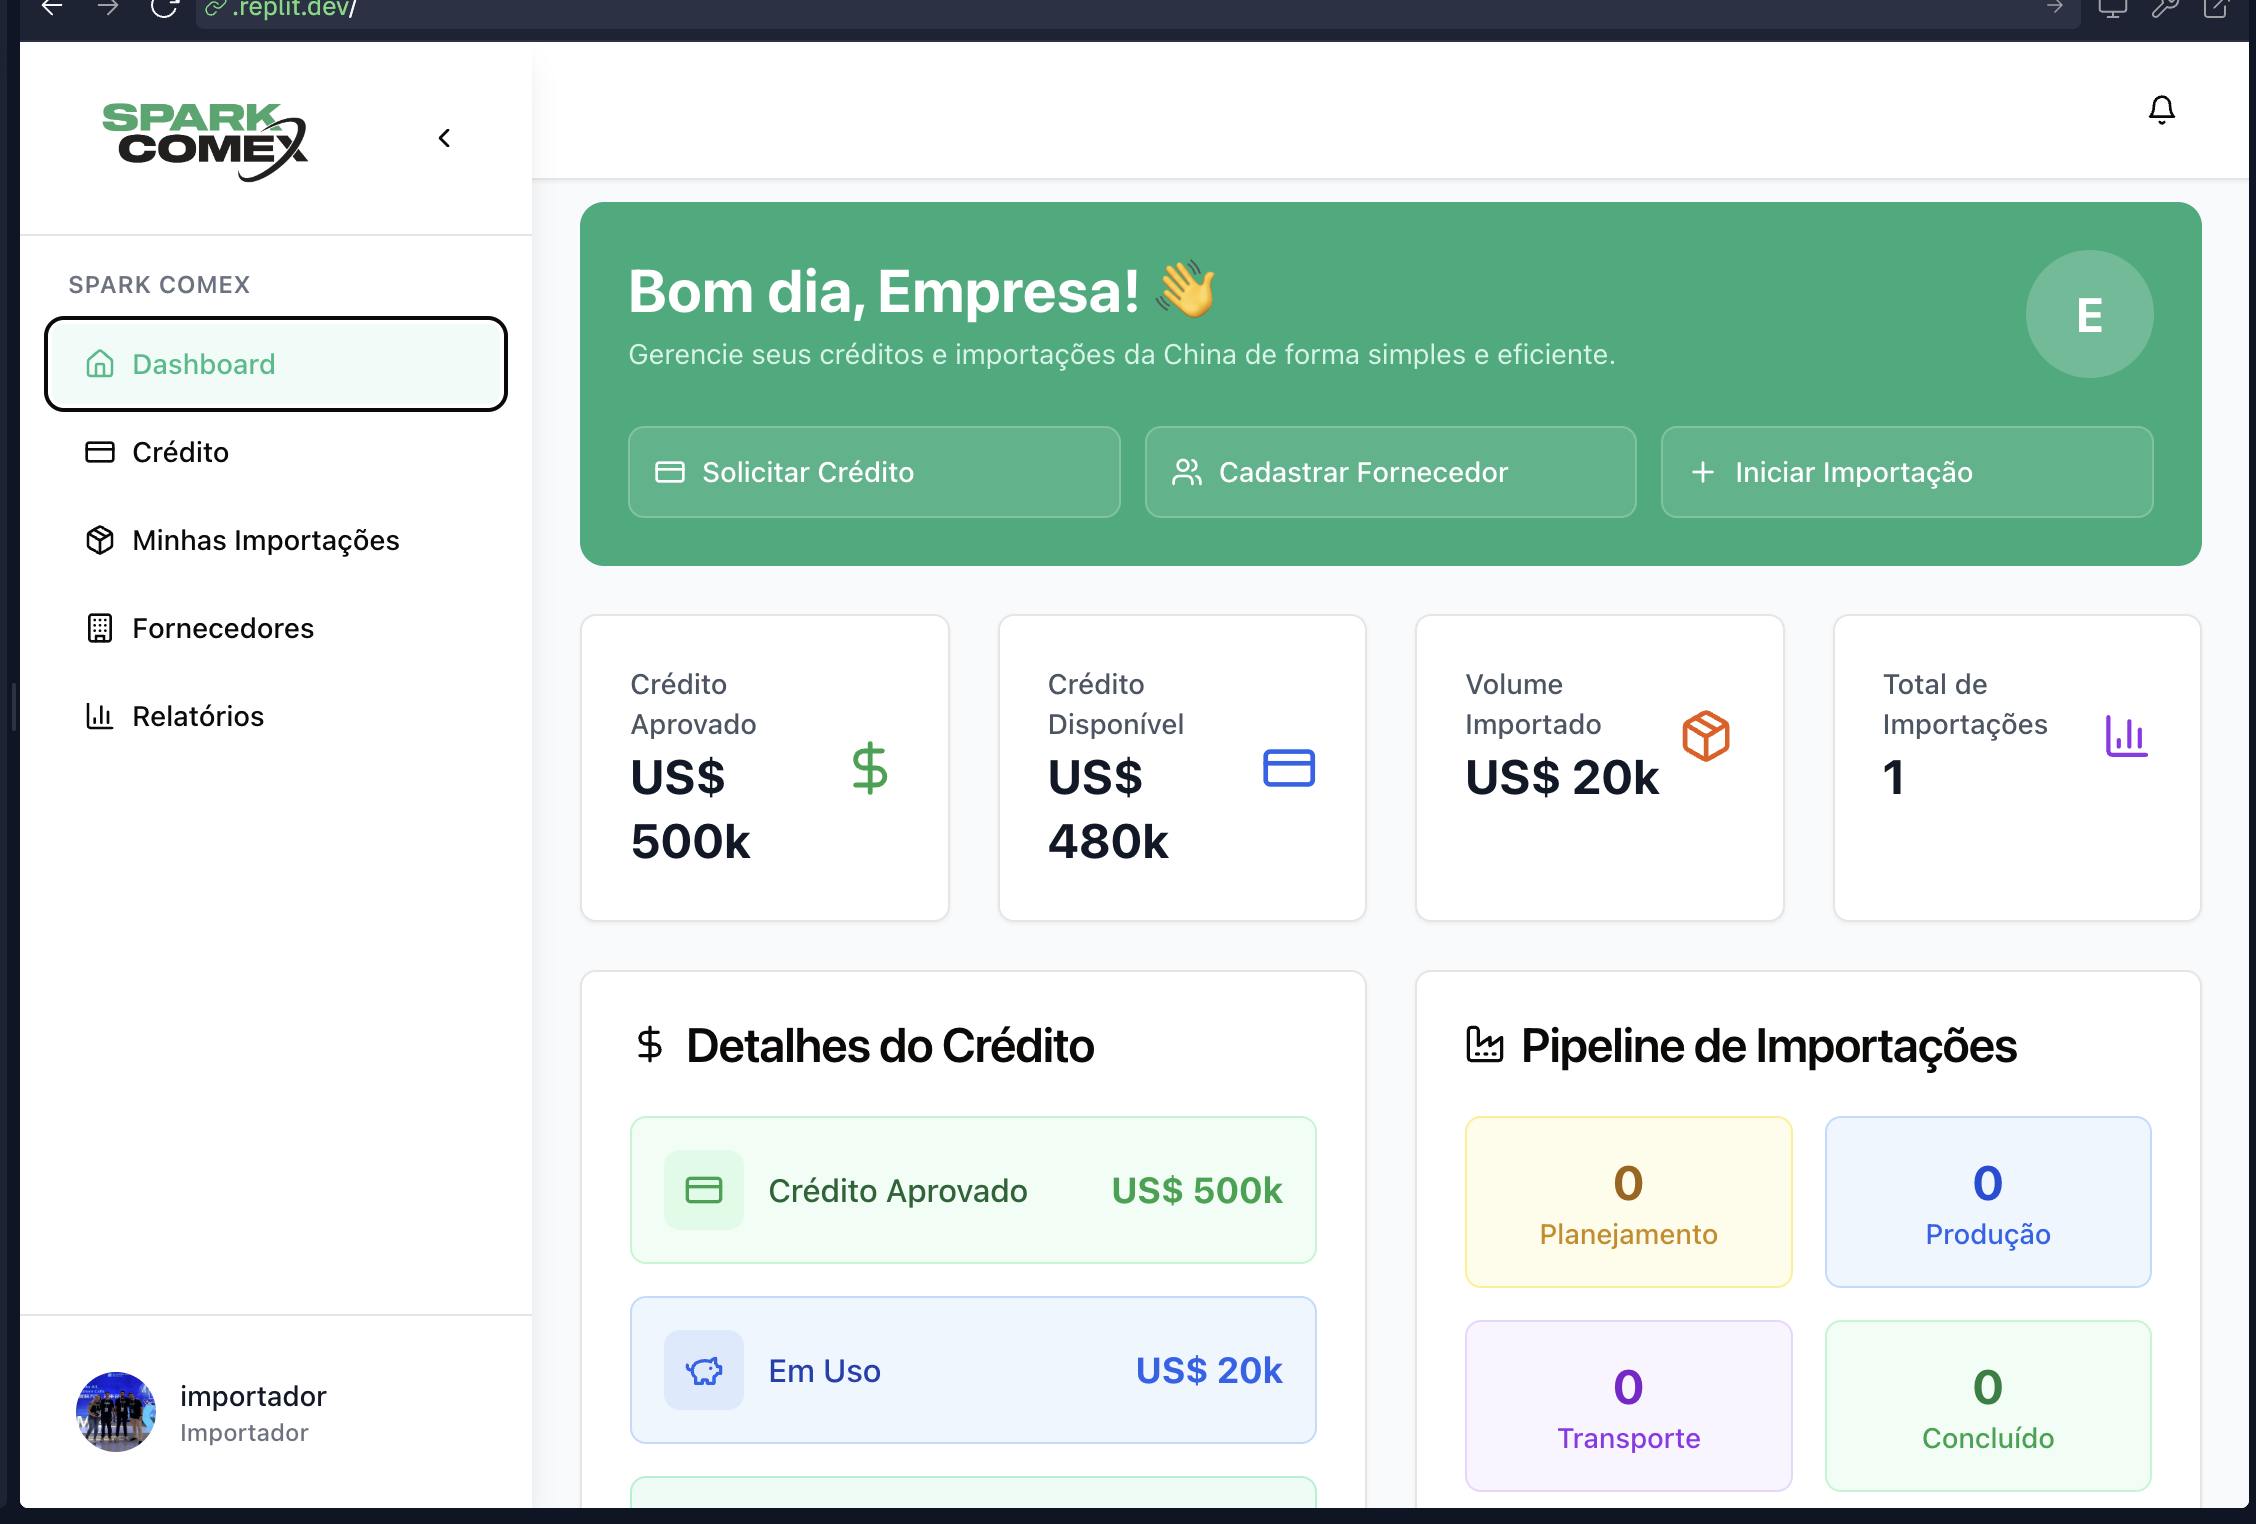 .replit.dev/
SPARK
COMEX
SPARK COMEX
Dashboard
Crédito
Minhas Importações
Fornecedores
Relatórios
importador
Importador
Bom dia, Empresa! 👋
Gerencie seus créditos e importações da China de forma simples e eficiente.
E
Solicitar Crédito
Cadastrar Fornecedor
Iniciar Importação
Crédito
Aprovado
US$
500k
Crédito
Disponível
US$
480k
Volume
Importado
US$ 20k
Total de
Importações
1
Detalhes do Crédito
Crédito Aprovado
US$ 500k
Em Uso
US$ 20k
Pipeline de Importações
0
Planejamento
0
Produção
0
Transporte
0
Concluído